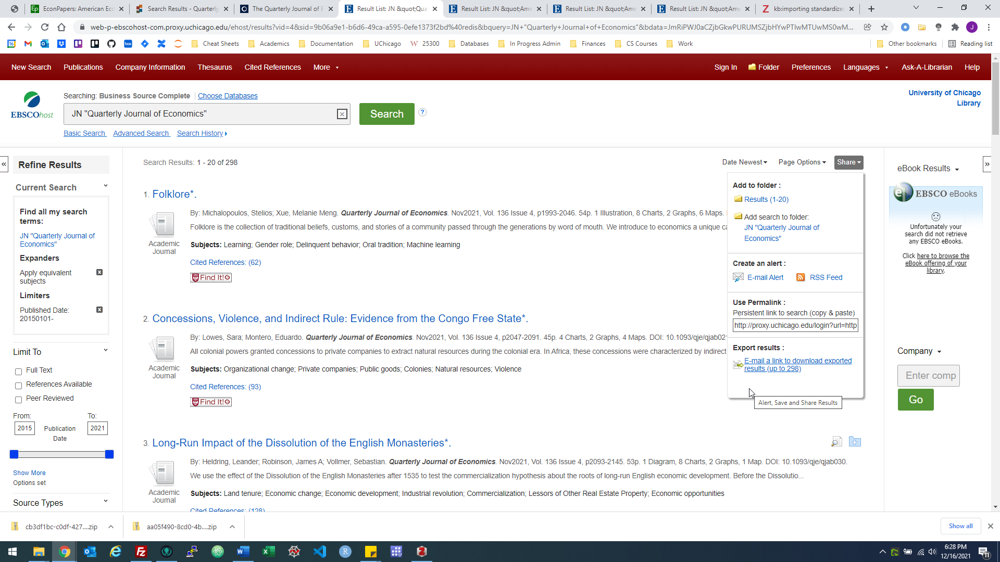 EconPapers: American Eco
Search Results - Quarterly
The Quarterly Journal of E
Result List: JN &quot;Qua
Result List: JN &quot;Ame
Result List: JN &quot;Ame
Result List: JN &quot;Ame
kb:importing standardize
web-p-ebscohost-com.proxy.uchicago.edu/ehost/results?vid=4&sid=9b06a9e1-b6d6-49ca-a595-0efe1373f2bd%40redis&bquery=JN+"Quarterly+Journal+of+Economics"&bdata=JmRiPWJ0aCZjbGkwPURUMSZjbHYwPTIwMTUwMS0wM...
J
Cheat Sheets
Academics
Documentation
UChicago
25300
Databases
In Progress Admin
Finances
CS Courses
Work
Other bookmarks
Reading list
New Search Publications Company Information Thesaurus Cited References More
Sign In Folder Preferences Languages Ask-A-Librarian Help
Searching: Business Source Complete Choose Databases
EBSCOhost
JN "Quarterly Journal of Economics"
Search
?
Basic Search Advanced Search Search History
University of Chicago
Library
Refine Results
Current Search
Find all my search
terms:
JN "Quarterly Journal of
Economics"
Expanders
Apply equivalent
subjects
Limiters
Published Date:
20150101-
Limit To
Full Text
References Available
Peer Reviewed
From:
To:
2015
Publication
Date
2021
Show More
Options set
Source Types
Search Results: 1 - 20 of 298
Date Newest
Page Options
Share
1. Folklore*.
By: Michalopoulos, Stelios; Xue, Melanie Meng. Quarterly Journal of Economics. Nov2021, Vol. 136 Issue 4, p1993-2046. 54p. 1 Illustration, 8 Charts, 2 Graphs, 6 Maps.
Folklore is the collection of traditional beliefs, customs, and stories of a community passed through the generations by word of mouth. We introduce to economics a unique ca
Academic
Journal
Subjects: Learning; Gender role; Delinquent behavior; Oral tradition; Machine learning
Cited References: (62)
Find It!
2. Concessions, Violence, and Indirect Rule: Evidence from the Congo Free State*.
By: Lowes, Sara; Montero, Eduardo. Quarterly Journal of Economics. Nov2021, Vol. 136 Issue 4, p2047-2091. 45p. 4 Charts, 2 Graphs, 4 Maps. DOI: 10.1093/qje/qjab021
All colonial powers granted concessions to private companies to extract natural resources during the colonial era. In Africa, these concessions were characterized by indirect
Academic
Journal
Subjects: Organizational change; Private companies; Public goods; Colonies; Natural resources; Violence
Cited References: (93)
Find It!
3. Long-Run Impact of the Dissolution of the English Monasteries*.
By: Heldring, Leander; Robinson, James A; Vollmer, Sebastian. Quarterly Journal of Economics. Nov2021, Vol. 136 Issue 4, p2093-2145. 53p. 1 Diagram, 8 Charts, 2 Graphs, 1 Map. DOI: 10.1093/qje/qjab030.
We use the effect of the Dissolution of the English Monasteries after 1535 to test the commercialization hypothesis about the roots of long-run English economic development. Before the Dissolutio...
Academic
Journal
Subjects: Land tenure; Economic change; Economic development; Industrial revolution; Commercialization; Lessors of Other Real Estate Property; Economic opportunities
Cited References: (128)
Add to folder :
Results (1-20)
Add search to folder:
JN "Quarterly Journal of
Economics"
Create an alert :
E-mail Alert
RSS Feed
Use Permalink :
Persistent link to search (copy & paste)
http://proxy.uchicago.edu/login?url=http
Export results :
E-mail a link to download exported
results (up to 298)
Alert, Save and Share Results
eBook Results
EBSCO eBooks
Unfortunately your
search did not retrieve
any EBSCO eBooks.
Click here to browse the
eBook offering of your
library.
Company
Enter comp
Go
cb3df1bc-c0df-427....zip
aa05f490-8cd0-4b....zip
Show all
6:28 PM
12/16/2021
11